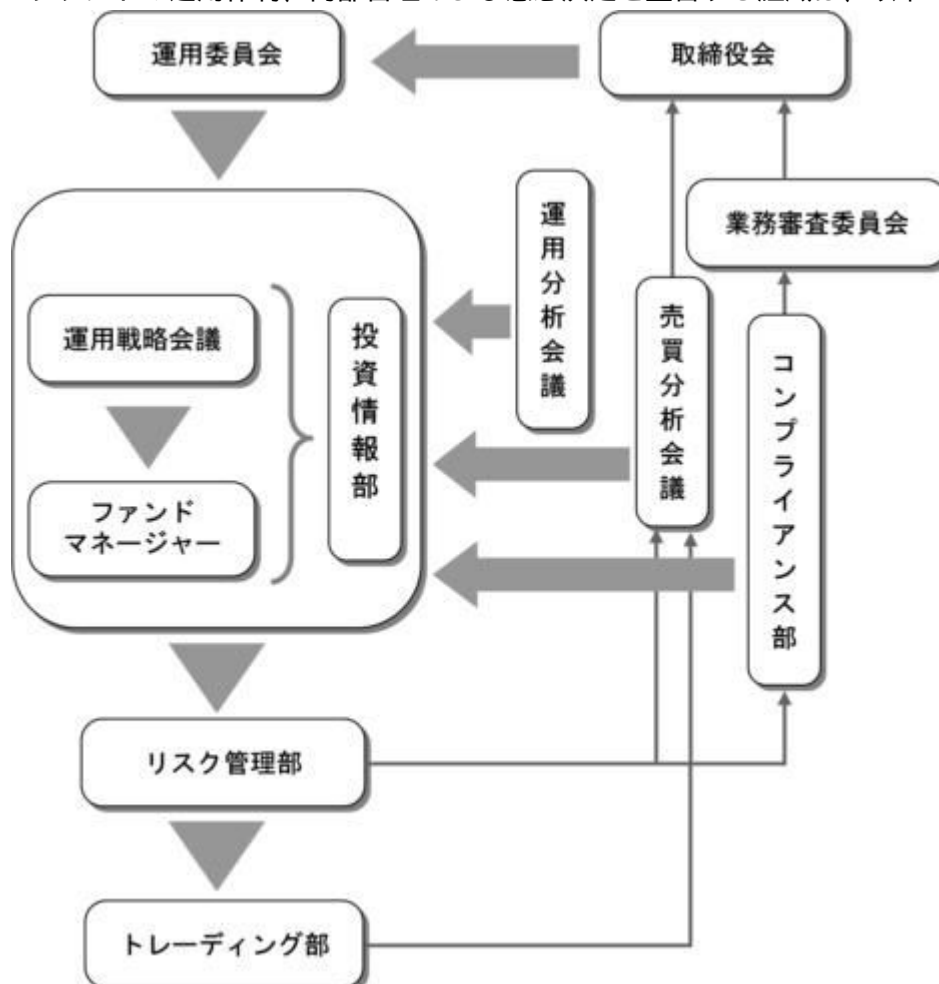 運用委員会
取締役会
業務審査委員会
運用分析会議
売買分析会議
コンプライアンス部
運用戦略会議
投資情報部
ファンド
マネージャー
リスク管理部
トレーディング部